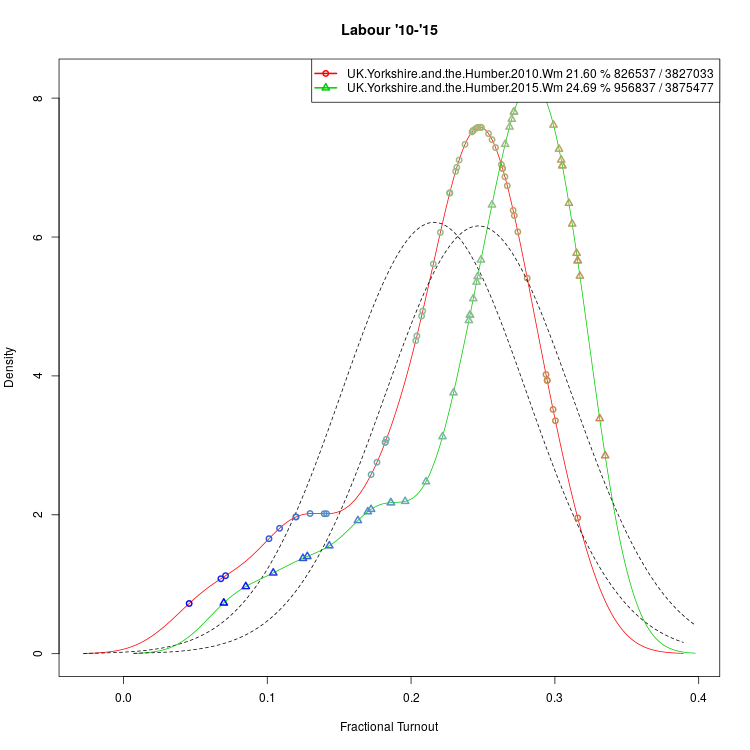 Labour '10-'15
UK.Yorkshire.and.the.Humber.2010.Wm 21.60 % 826537 / 3827033
UK.Yorkshire.and.the.Humber.2015.Wm 24.69 % 956837 / 3875477
8
6
4
2
0
Density
0.0 0.1 0.2 0.3 0.4
Fractional Turnout